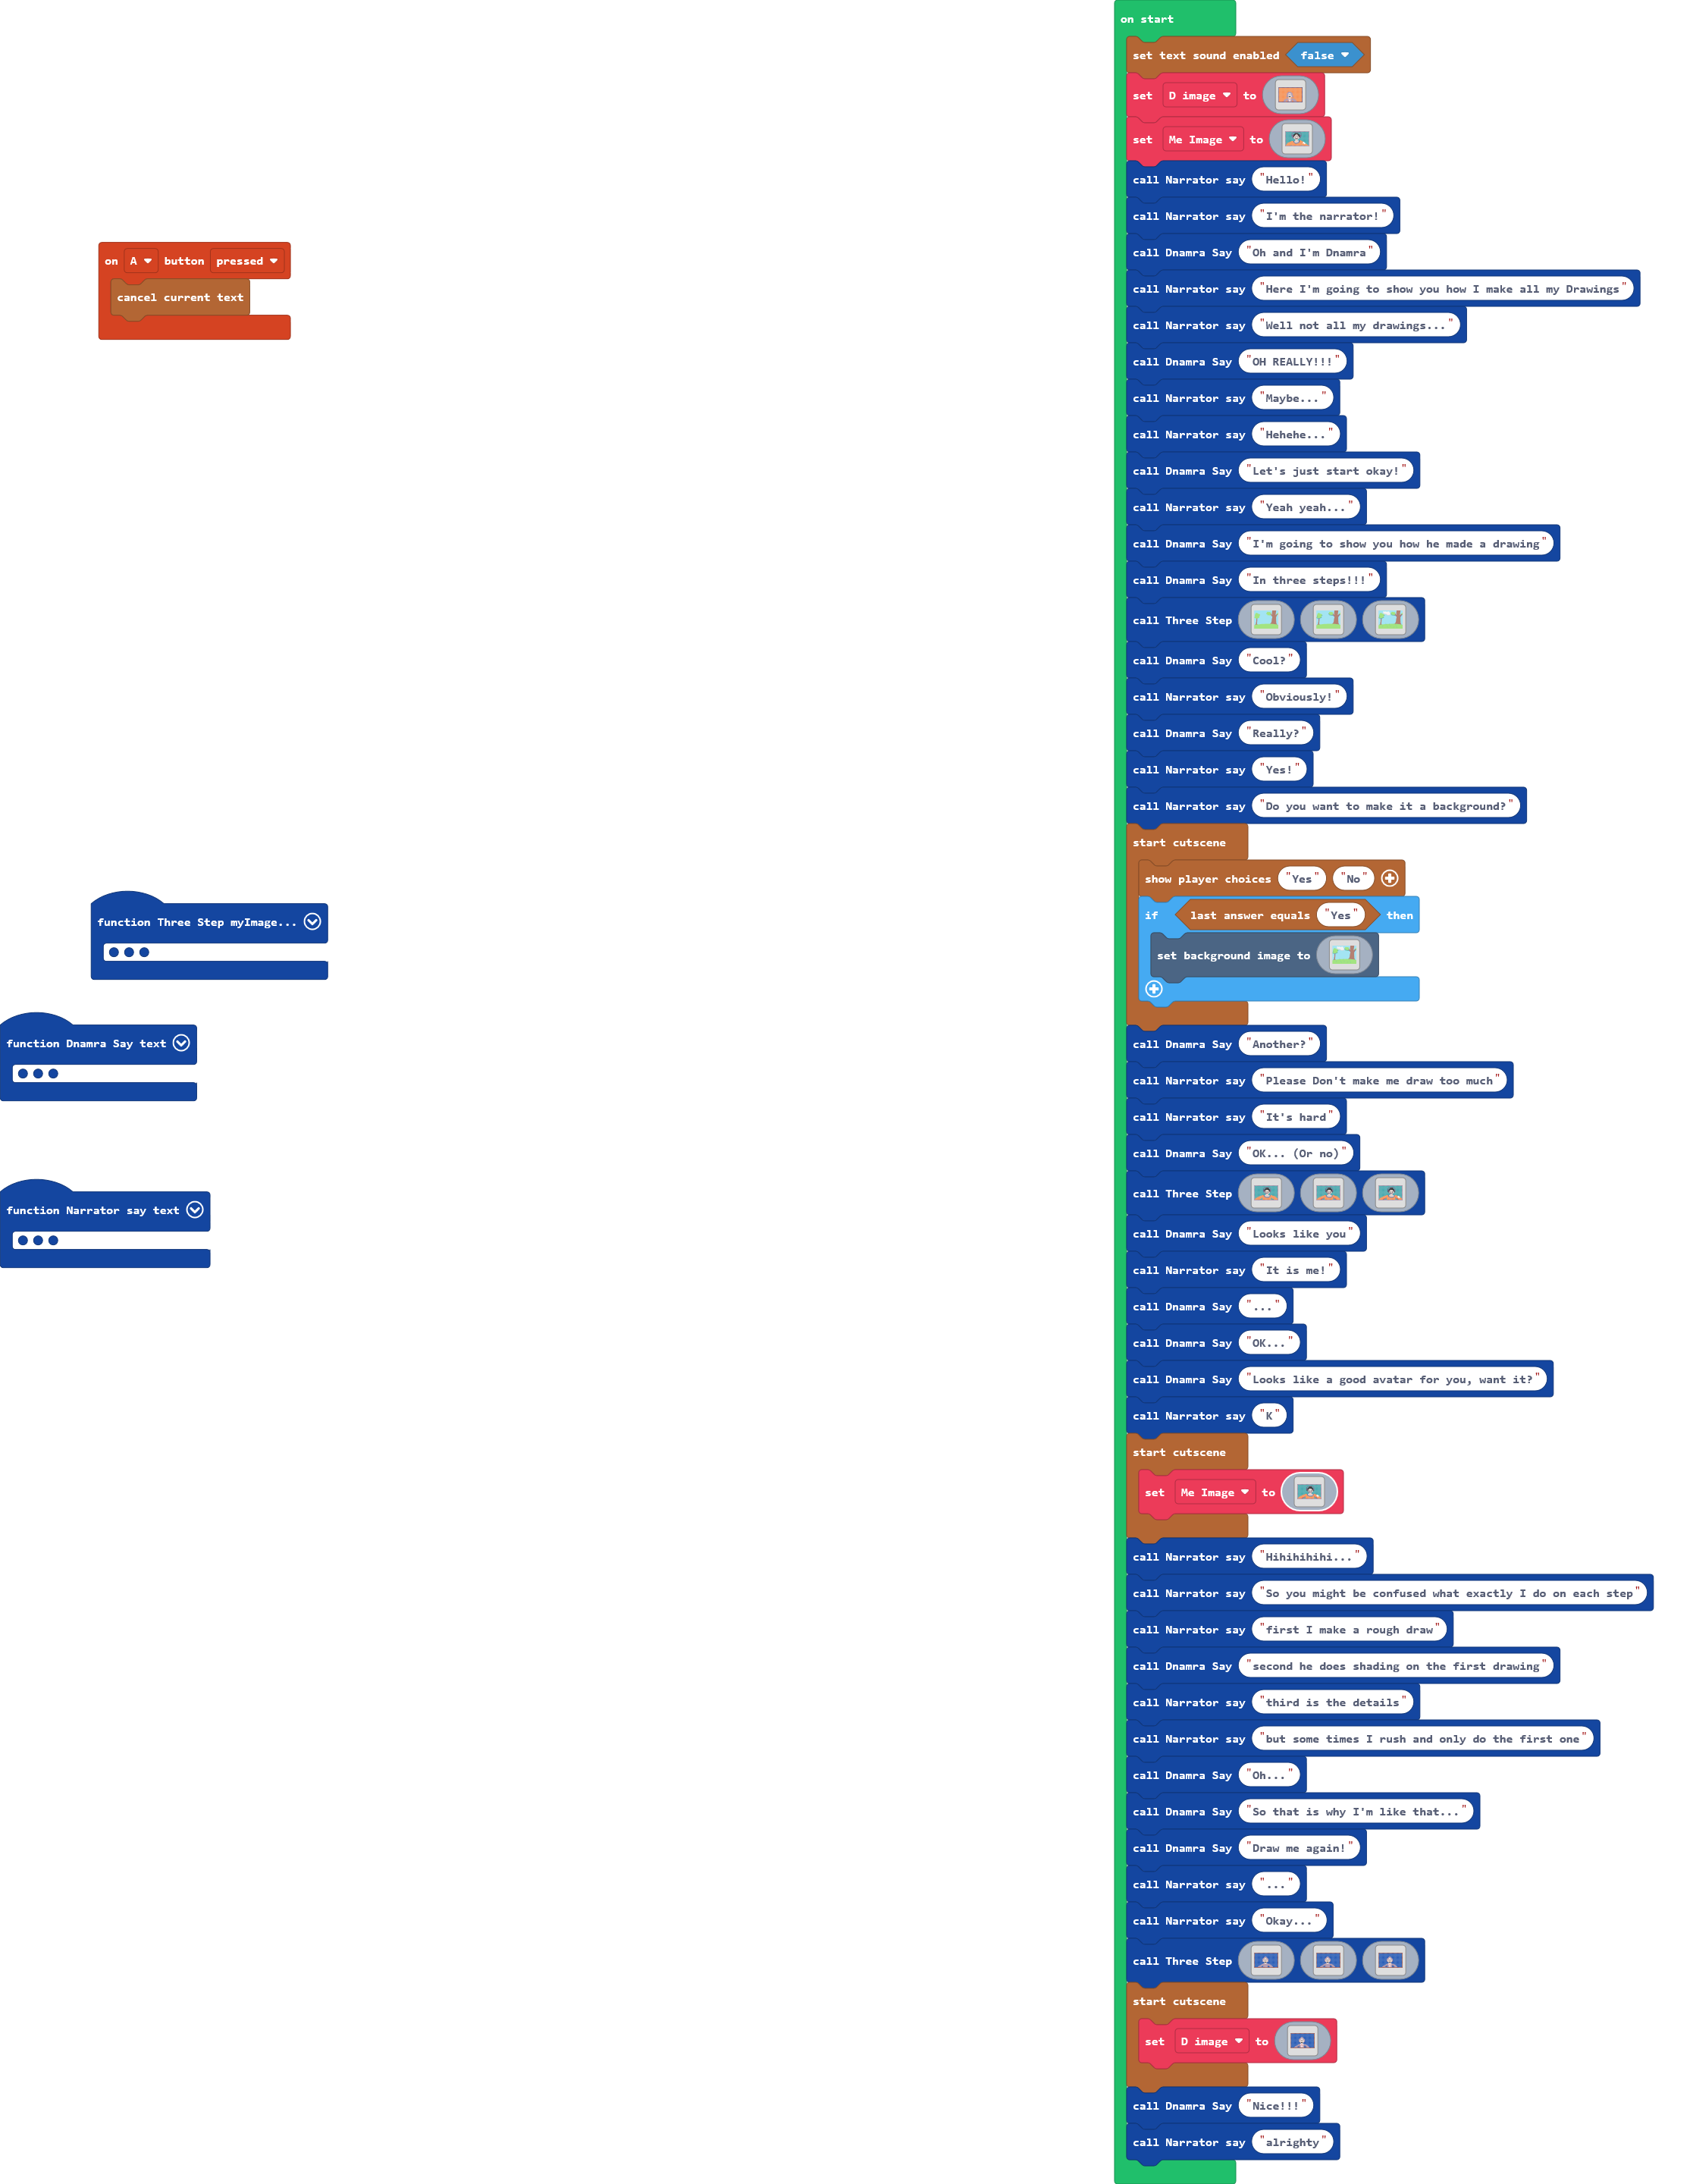 on start
set text sound enabled false
set D image to
set Me Image to
call Narrator say "Hello!"
call Narrator say "I'm the narrator!"
call Dnamra Say "Oh and I'm Dnamra"
call Narrator say "Here I'm going to show you how I make all my Drawings"
call Narrator say "Well not all my drawings..."
call Dnamra Say "OH REALLY!!!"
call Narrator say "Maybe..."
call Narrator say "Hehehe..."
call Dnamra Say "Let's just start okay!"
call Narrator say "Yeah yeah..."
call Dnamra Say "I'm going to show you how he made a drawing"
call Dnamra Say "In three steps!!!"
call Three Step
call Dnamra Say "Cool?"
call Narrator say "Obviously!"
call Dnamra Say "Really?"
call Narrator say "Yes!"
call Narrator say "Do you want to make it a background?"
start cutscene
show player choices "Yes" "No"
if last answer equals "Yes" then
set background image to
call Dnamra Say "Another?"
call Narrator say "Please Don't make me draw too much"
call Narrator say "It's hard"
call Dnamra Say "OK... (Or no)"
call Three Step
call Dnamra Say "Looks like you"
call Narrator say "It is me!"
call Dnamra Say "..."
call Dnamra Say "OK..."
call Dnamra Say "Looks like a good avatar for you, want it?"
call Narrator say "K"
start cutscene
set Me Image to
call Narrator say "Hihihihihi..."
call Narrator say "So you might be confused what exactly I do on each step"
call Narrator say "first I make a rough draw"
call Dnamra Say "second he does shading on the first drawing"
call Narrator say "third is the details"
call Narrator say "but some times I rush and only do the first one"
call Dnamra Say "Oh..."
call Dnamra Say "So that is why I'm like that..."
call Dnamra Say "Draw me again!"
call Narrator say "..."
call Narrator say "Okay..."
call Three Step
start cutscene
set D image to
call Dnamra Say "Nice!!!"
call Narrator say "alrighty"
on A button pressed
cancel current text
function Three Step myImage...
function Dnamra Say text
function Narrator say text